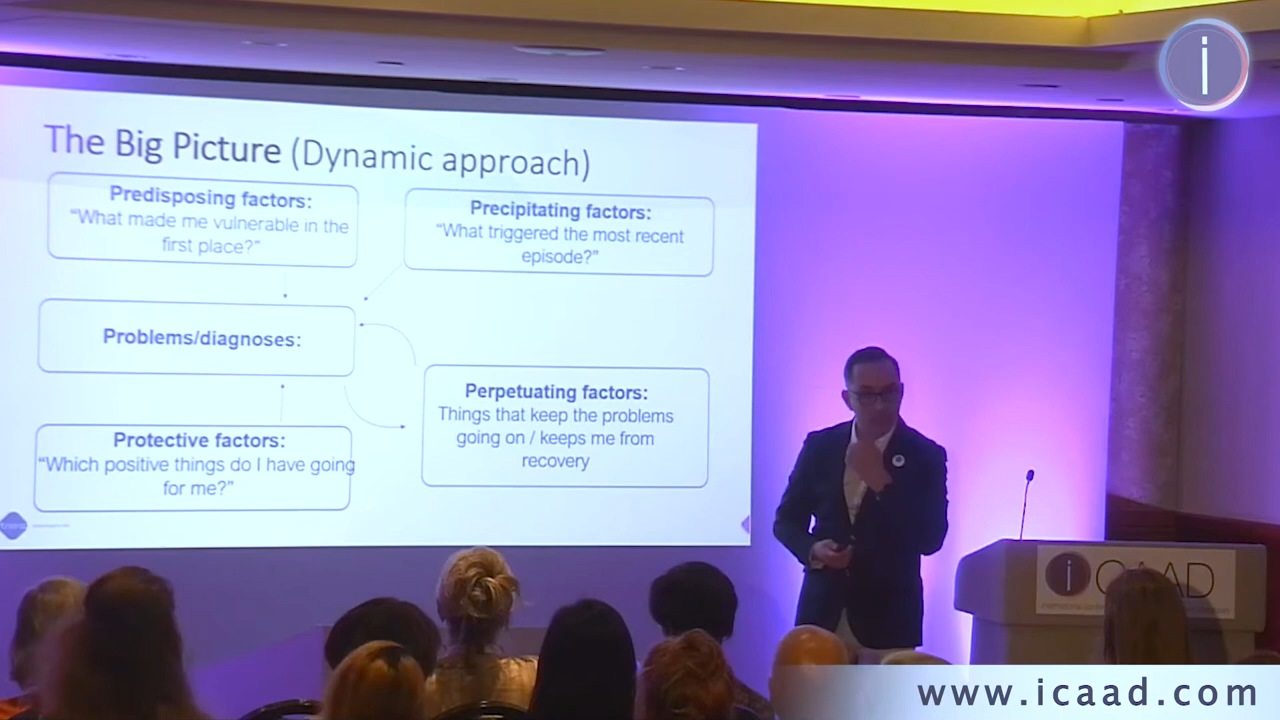 i
The Big Picture (Dynamic approach)
Predisposing factors:
“What made me vulnerable in the
first place?”
Precipitating factors:
“What triggered the most recent
episode?”
Problems/diagnoses:
Perpetuating factors:
Things that keep the problems
going on / keeps me from
recovery
Protective factors:
“Which positive things do I have going
for me?”
iCAAD
www.icaad.com